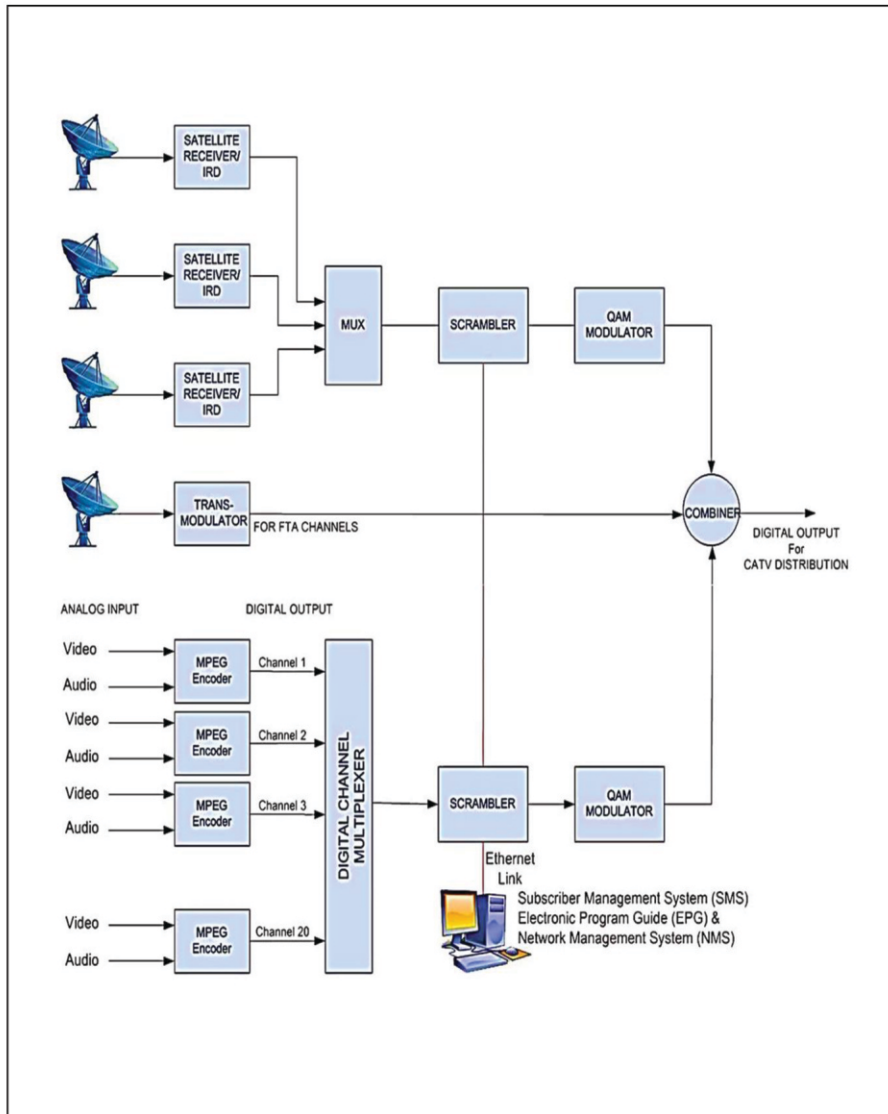 SATELLITE
RECEIVER/
IRD
SATELLITE
RECEIVER/
IRD
MUX
SCRAMBLER
QAM
MODULATOR
SATELLITE
RECEIVER/
IRD
TRANS-
MODULATOR
FOR FTA CHANNELS
COMBINER
DIGITAL OUTPUT
For
CATV DISTRIBUTION
ANALOG INPUT
DIGITAL OUTPUT
Video
Audio
MPEG
Encoder
Channel 1
Video
Audio
MPEG
Encoder
Channel 2
Video
Audio
MPEG
Encoder
Channel 3
Video
Audio
MPEG
Encoder
Channel 20
DIGITAL CHANNEL
MULTIPLEXER
SCRAMBLER
QAM
MODULATOR
Ethernet
Link
Subscriber Management System (SMS)
Electronic Program Guide (EPG) &
Network Management System (NMS)